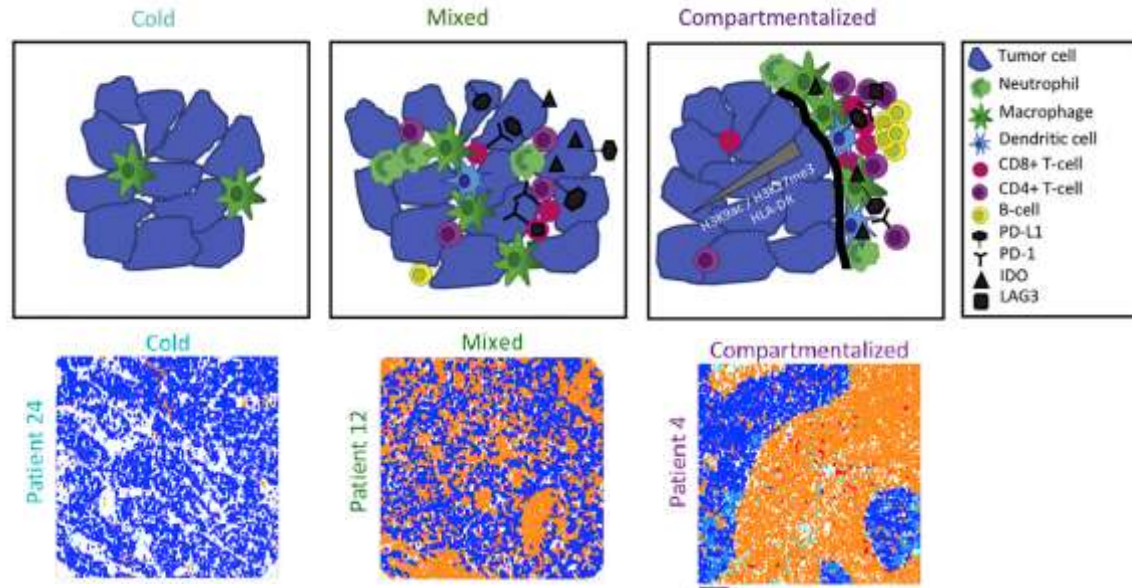 Cold
Mixed
Compartmentalized
H3K9ac / H3K27me3
HLA-DR
Tumor cell
Neutrophil
Macrophage
Dendritic cell
CD8+ T-cell
CD4+ T-cell
B-cell
PD-L1
PD-1
IDO
LAG3
Cold
Patient 24
Mixed
Patient 12
Compartmentalized
Patient 4